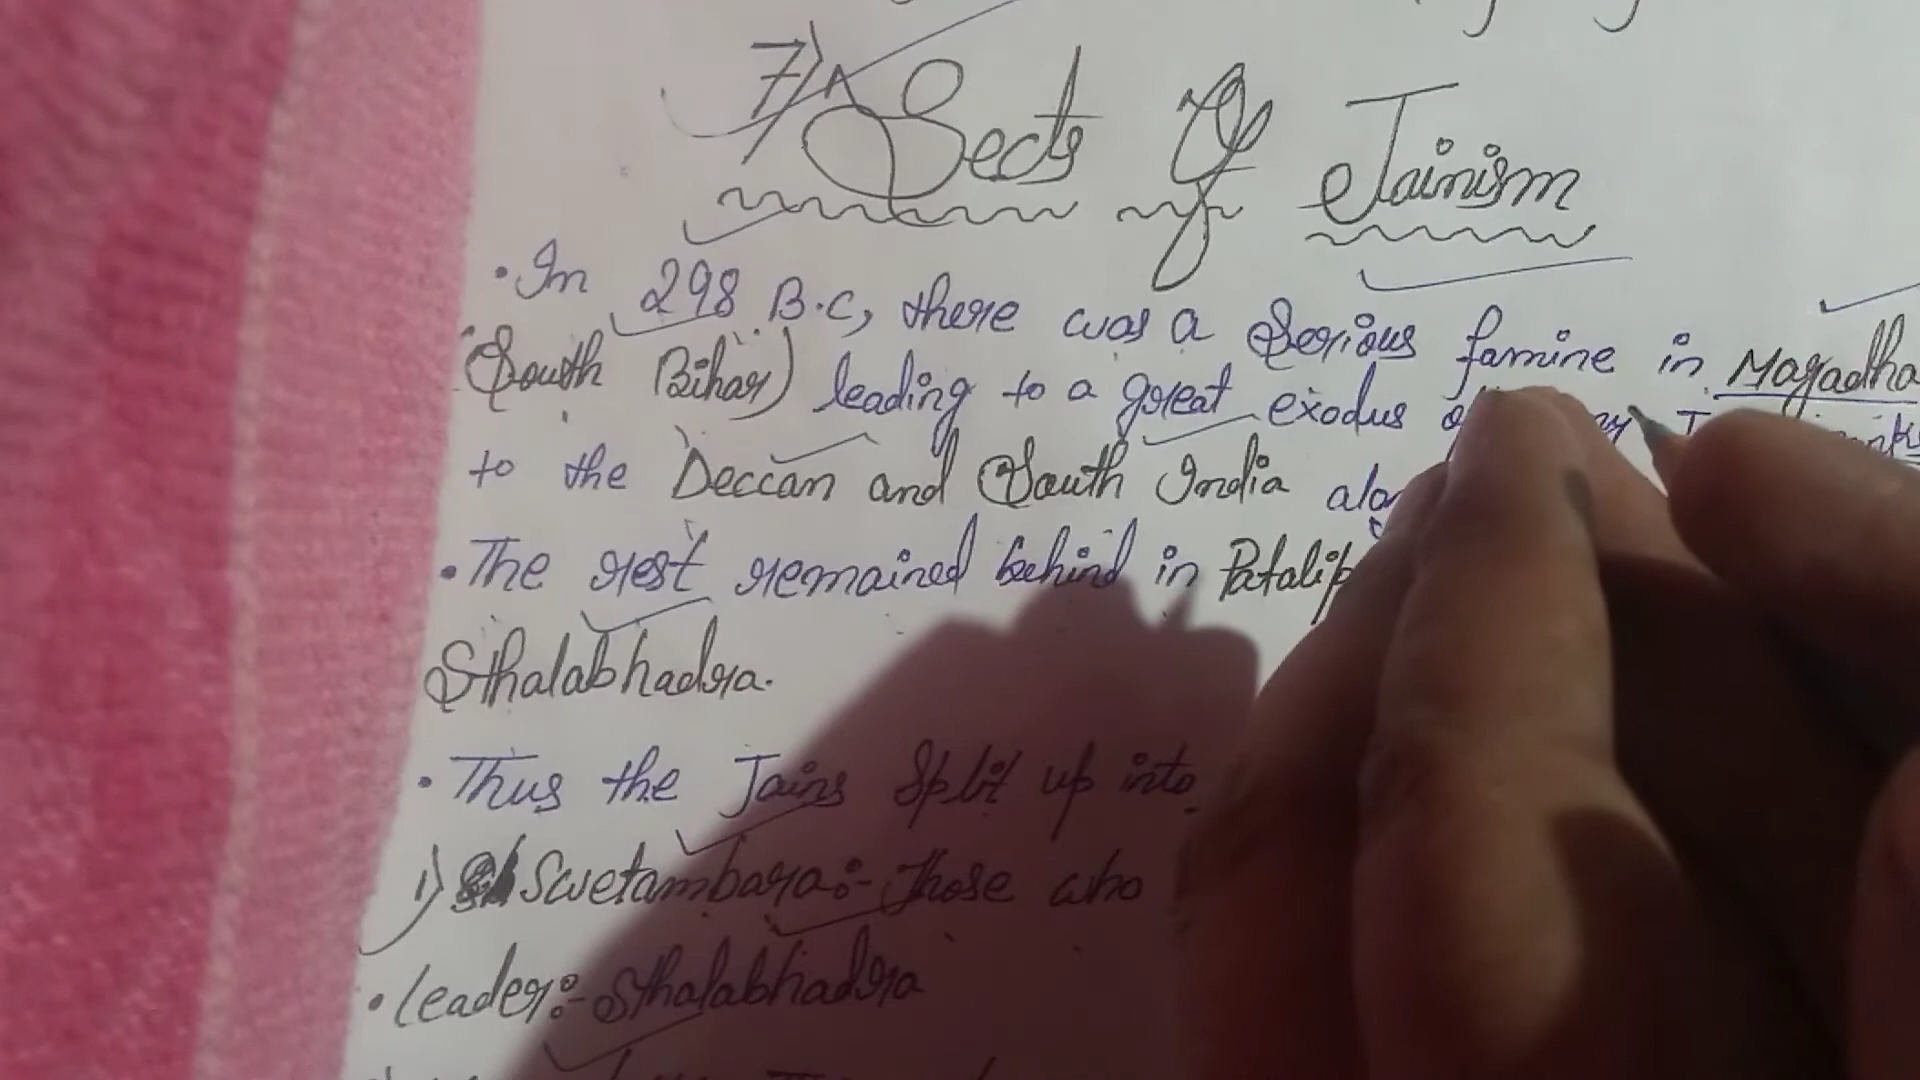 7) Sects Of Jainism
• In 298 B.C, there was a Serious famine in Magadha
(South Bihar) leading to a great exodus
to the Deccan and South India
• The rest remained behind in
Sthalabhadra.
• Thus the Jains Split up into
i) Swetambara:- Those who
• Leader:- Sthalabhadra